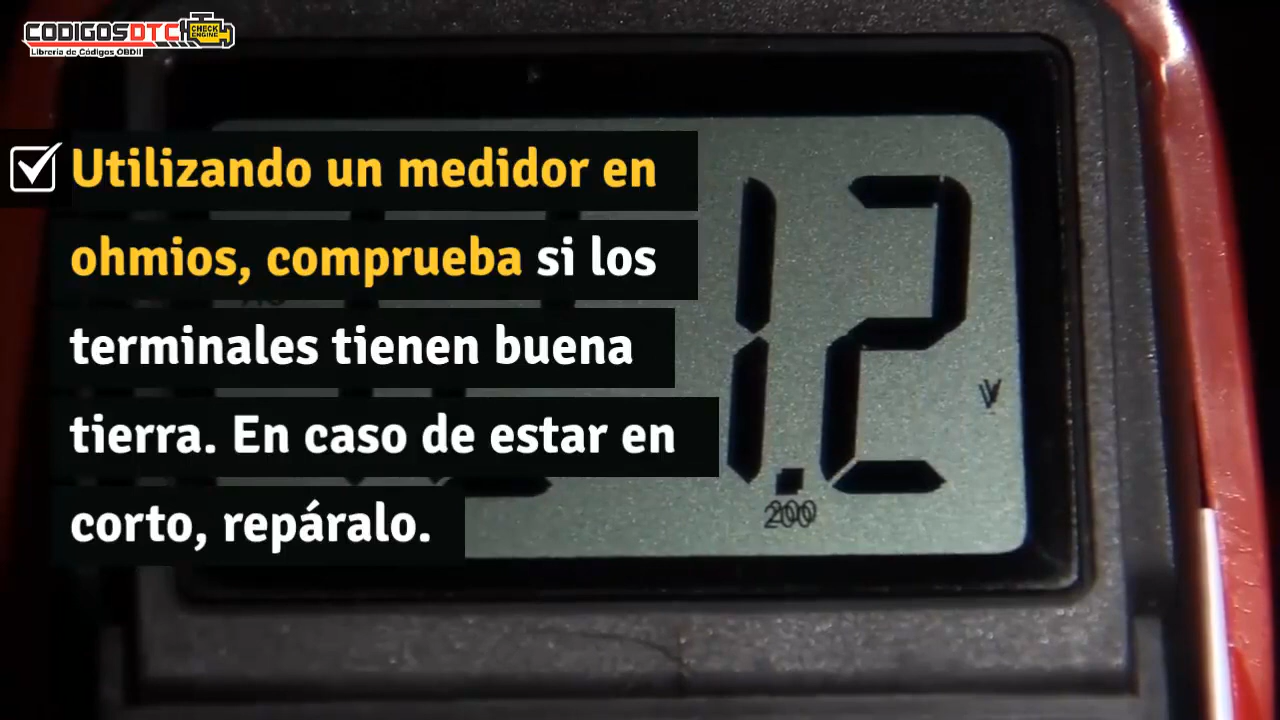 CODIGOSDTC
CHECK
ENGINE
Librería de Códigos OBDII
Utilizando un medidor en
ohmios, comprueba si los
terminales tienen buena
tierra. En caso de estar en
corto, repáralo.
1.2
V
200